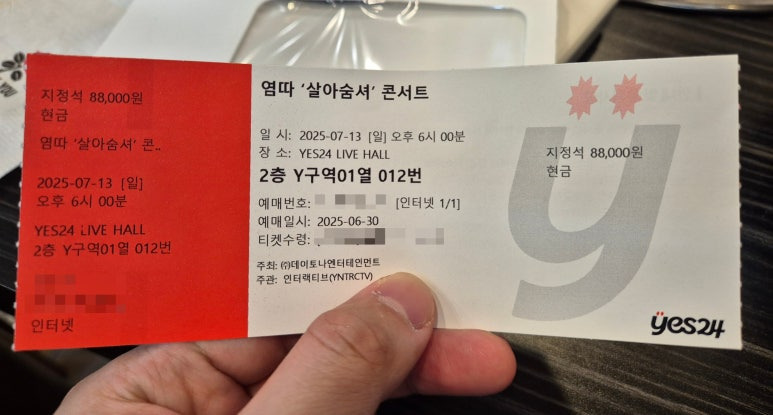 지정석 88,000원
현금
염따 '살아숨셔' 콘..
2025-07-13 [일]
오후 6시 00분
YES24 LIVE HALL
2층 Y구역01열 012번
인터넷
염따 '살아숨셔' 콘서트
일 시: 2025-07-13 [일] 오후 6시 00분
장 소: YES24 LIVE HALL
2층 Y구역01열 012번
예매번호: [인터넷 1/1]
예매일시: 2025-06-30
티켓수령:
주최: (주)데이토나엔터테인먼트
주관: 인터랙티브(YNTRCTV)
지정석 88,000원
현금
ÿ
yes24